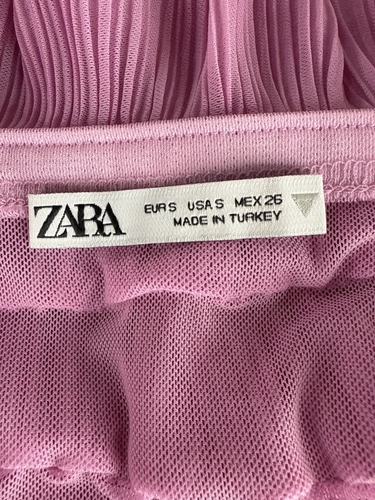 ZARA
EUR S USA S MEX 26
MADE IN TURKEY